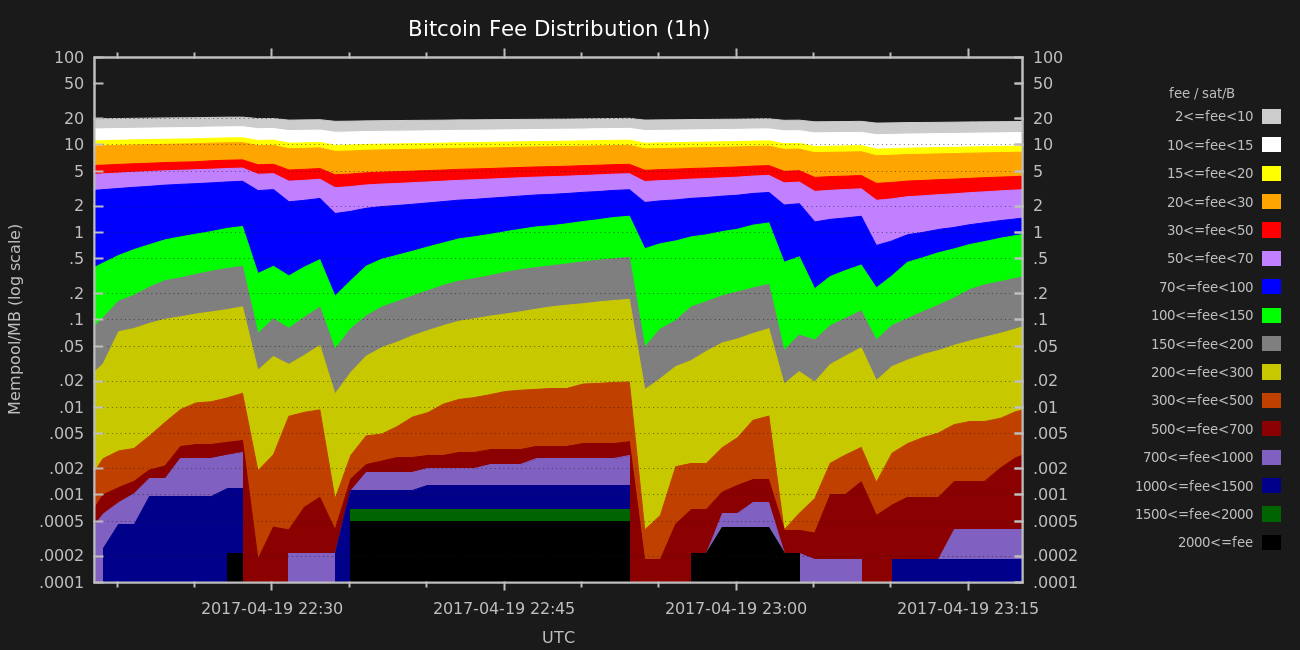 Bitcoin Fee Distribution (1h)
100 100
50 50
20 20
10 10
5 5
2 2
1 1
.5 .5
.2 .2
.1 .1
.05 .05
.02 .02
.01 .01
.005 .005
.002 .002
.001 .001
.0005 .0005
.0002 .0002
.0001 .0001
Mempool/MB (log scale)
2017-04-19 22:30 2017-04-19 22:45 2017-04-19 23:00 2017-04-19 23:15
UTC
fee / sat/B
2<=fee<10
10<=fee<15
15<=fee<20
20<=fee<30
30<=fee<50
50<=fee<70
70<=fee<100
100<=fee<150
150<=fee<200
200<=fee<300
300<=fee<500
500<=fee<700
700<=fee<1000
1000<=fee<1500
1500<=fee<2000
2000<=fee